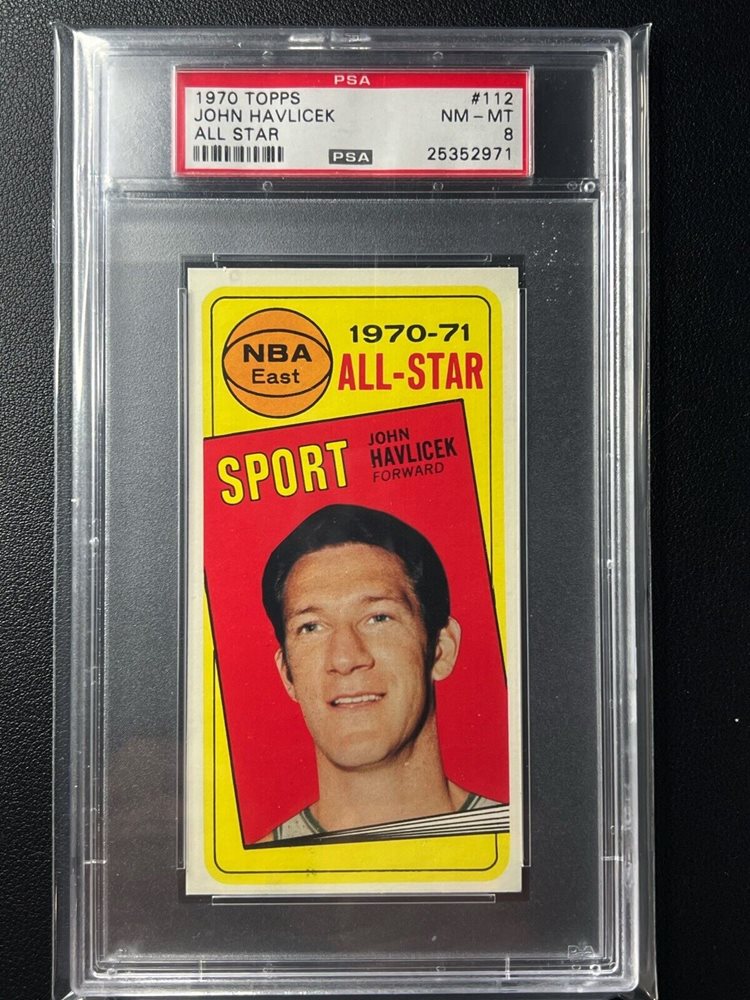 PSA
1970 TOPPS #112
JOHN HAVLICEK NM - MT
ALL STAR 8
PSA 25352971
NBA
East
1970-71
ALL-STAR
SPORT
JOHN
HAVLICEK
FORWARD